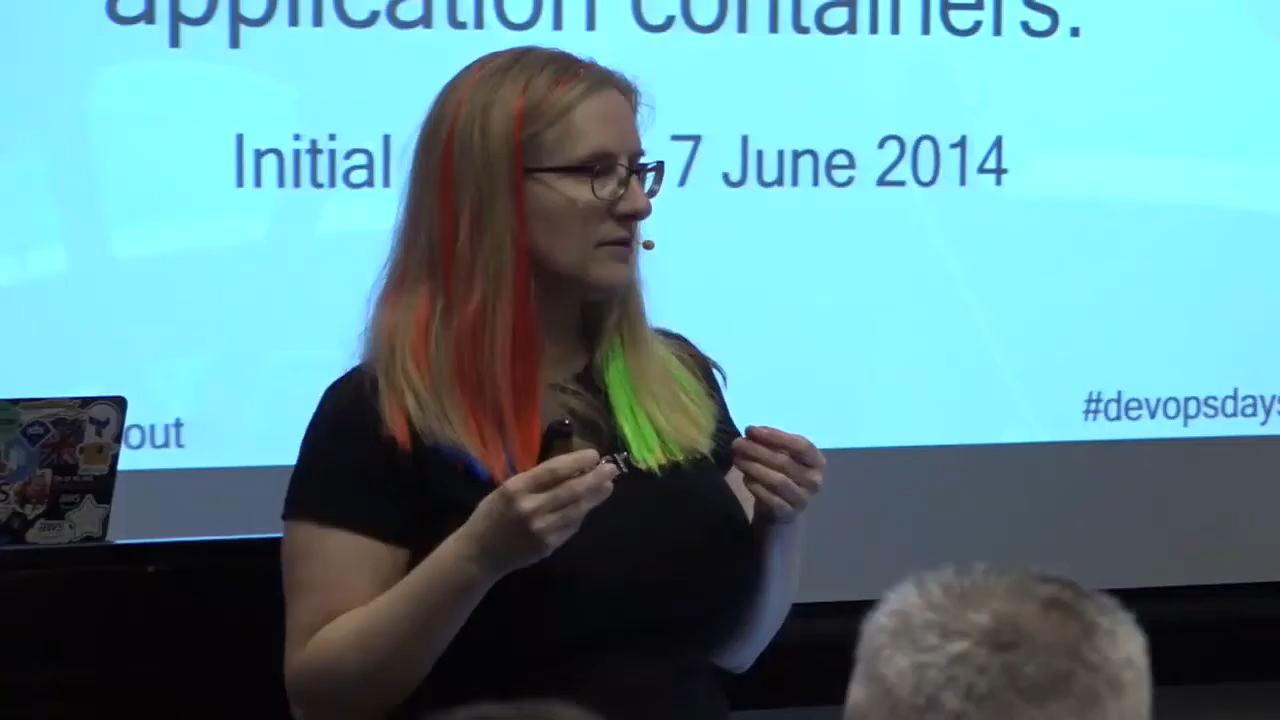 application containers.
Initial 7 June 2014
out
#devopsdays